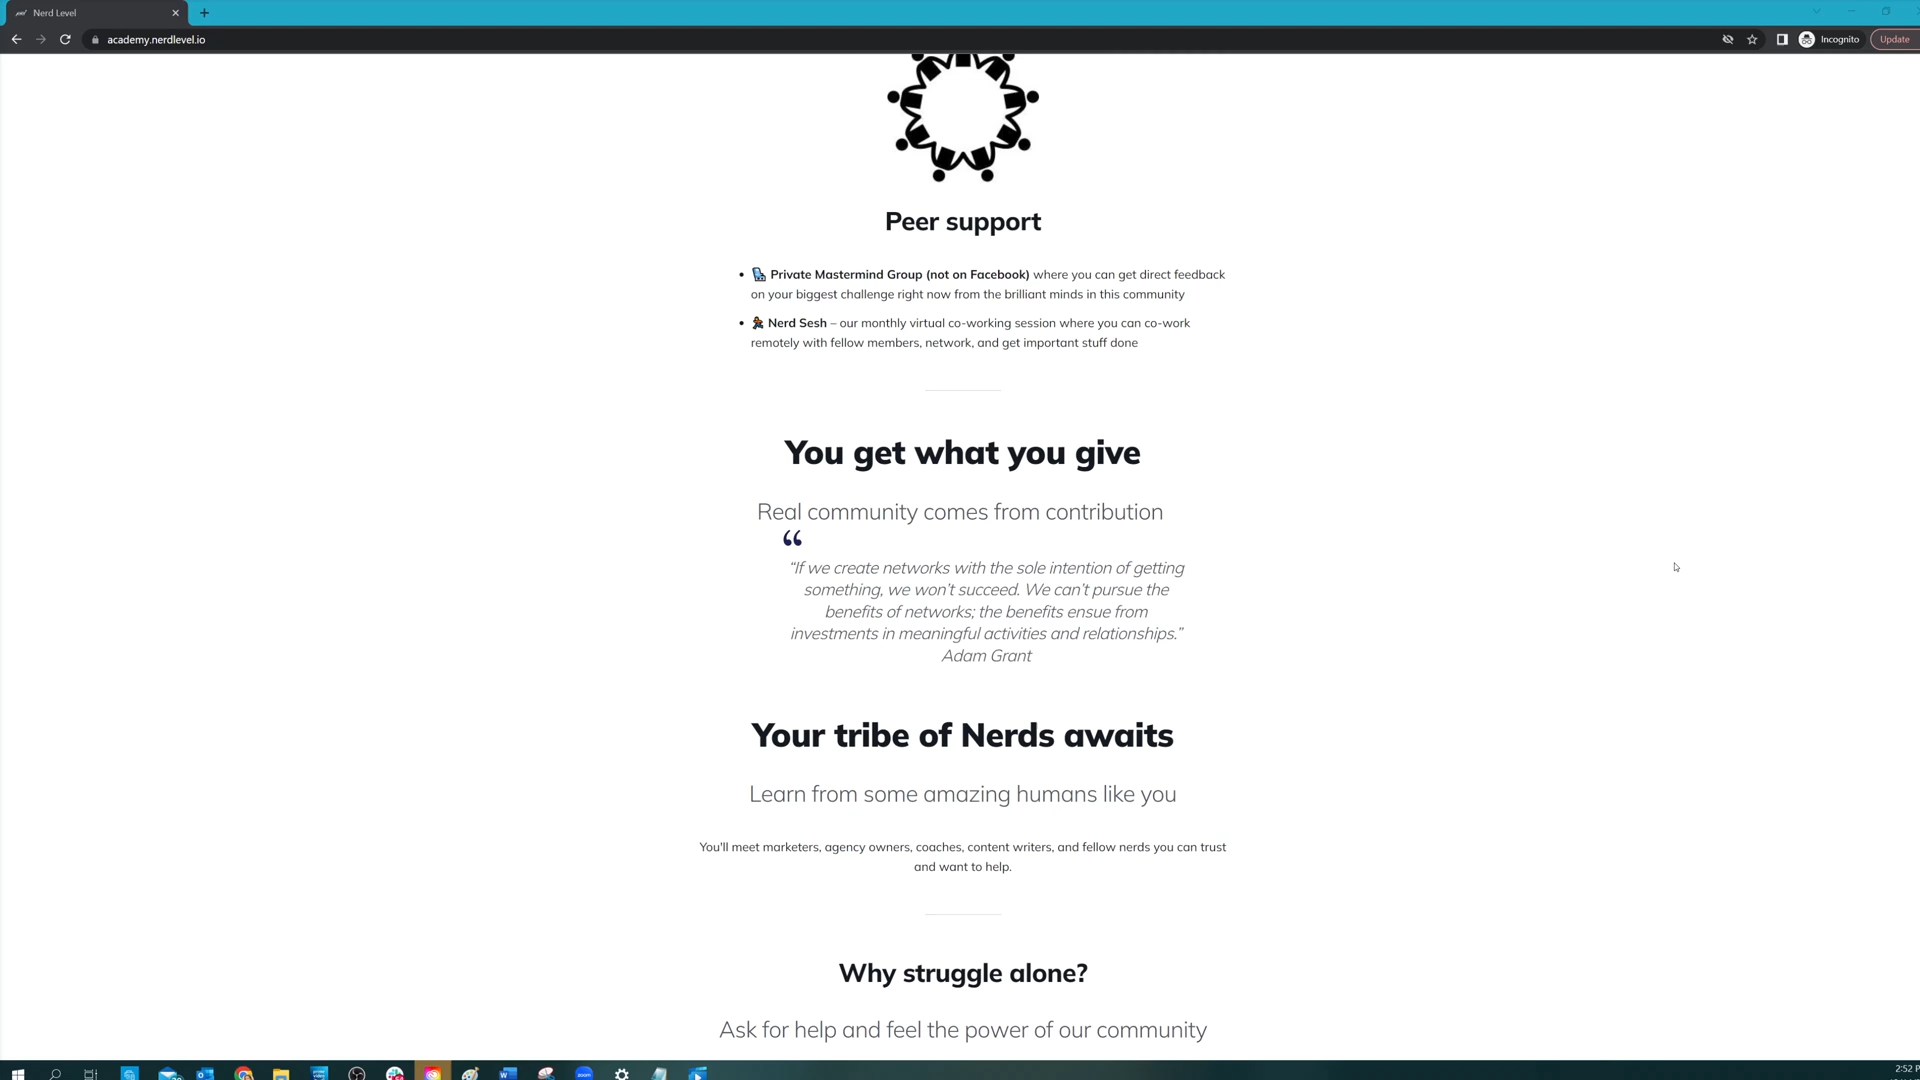 Nerd Level
academy.nerdlevel.io
Incognito
Update
Peer support
Private Mastermind Group (not on Facebook) where you can get direct feedback
on your biggest challenge right now from the brilliant minds in this community
Nerd Sesh – our monthly virtual co-working session where you can co-work
remotely with fellow members, network, and get important stuff done
You get what you give
Real community comes from contribution
“
“If we create networks with the sole intention of getting
something, we won’t succeed. We can’t pursue the
benefits of networks; the benefits ensue from
investments in meaningful activities and relationships.”
Adam Grant
Your tribe of Nerds awaits
Learn from some amazing humans like you
You'll meet marketers, agency owners, coaches, content writers, and fellow nerds you can trust
and want to help.
Why struggle alone?
Ask for help and feel the power of our community
2:52 P